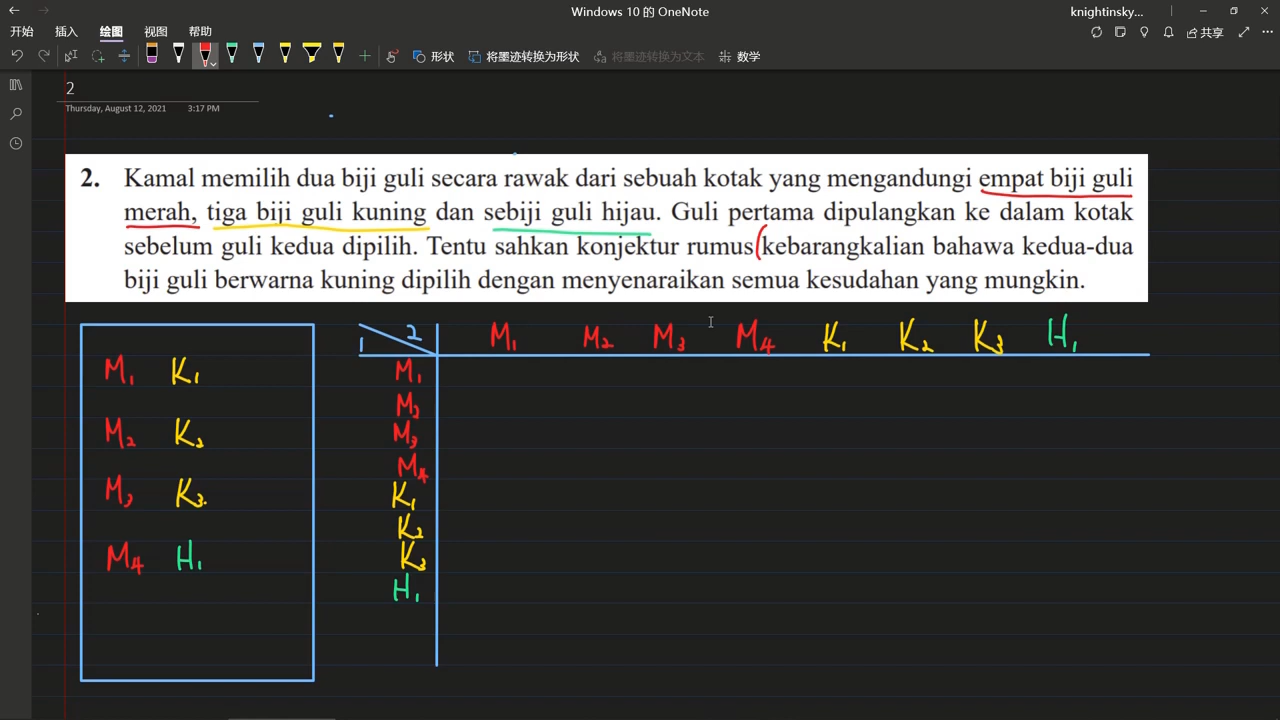 Windows 10 的 OneNote
knightinsky...
开始 插入 绘图 视图 帮助
共享
形状 将墨迹转换为形状 将墨迹转换为文本 数学
2
Thursday, August 12, 2021 3:17 PM
2. Kamal memilih dua biji guli secara rawak dari sebuah kotak yang mengandungi empat biji guli
merah, tiga biji guli kuning dan sebiji guli hijau. Guli pertama dipulangkan ke dalam kotak
sebelum guli kedua dipilih. Tentu sahkan konjektur rumus kebarangkalian bahawa kedua-dua
biji guli berwarna kuning dipilih dengan menyenaraikan semua kesudahan yang mungkin.
1 2 M₁ M₂ M₃ M₄ K₁ K₂ K₃ H₁
M₁ K₁
M₂ K₂
M₃ K₃
M₄ H₁
M₁
M₂
M₃
M₄
K₁
K₂
K₃
H₁